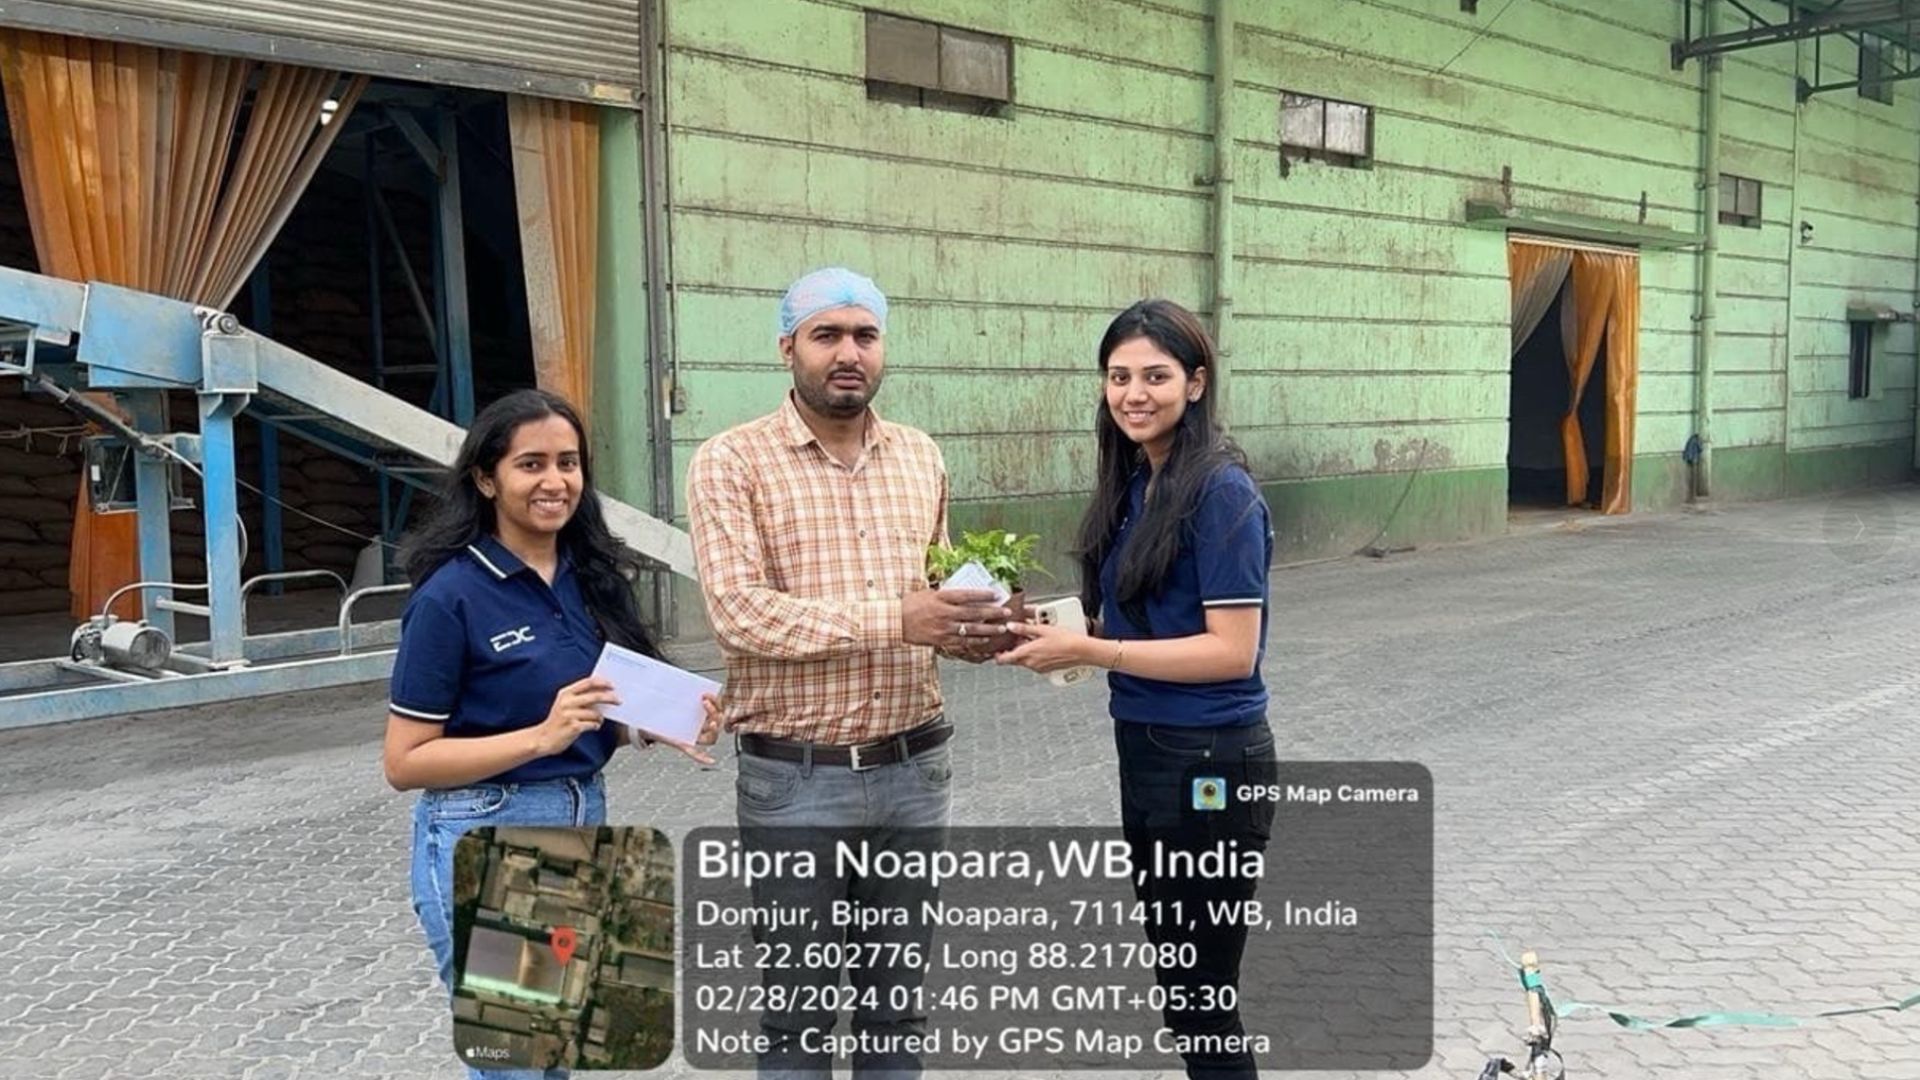 GPS Map Camera
Bipra Noapara,WB,India
Domjur, Bipra Noapara, 711411, WB, India
Lat 22.602776, Long 88.217080
02/28/2024 01:46 PM GMT+05:30
Note : Captured by GPS Map Camera
Maps